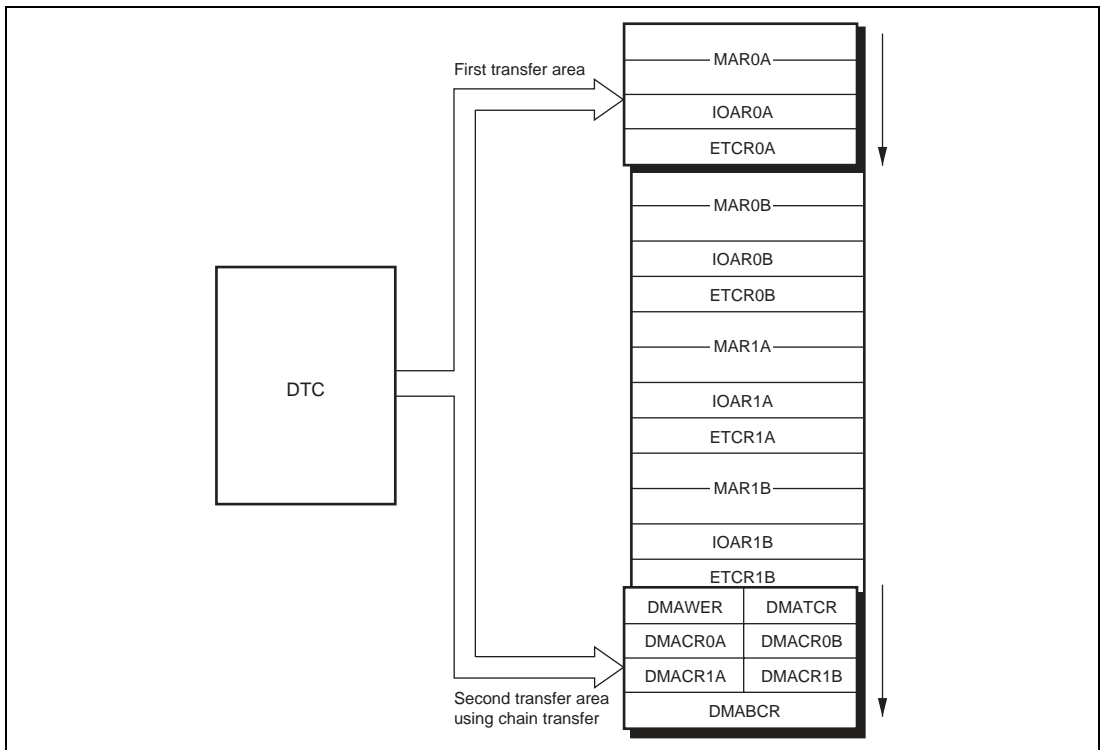 First transfer area
MAR0A
IOAR0A
ETCR0A
MAR0B
IOAR0B
ETCR0B
MAR1A
IOAR1A
ETCR1A
MAR1B
IOAR1B
ETCR1B
DTC
DMAWER DMATCR
DMACR0A DMACR0B
DMACR1A DMACR1B
DMABCR
Second transfer area
using chain transfer